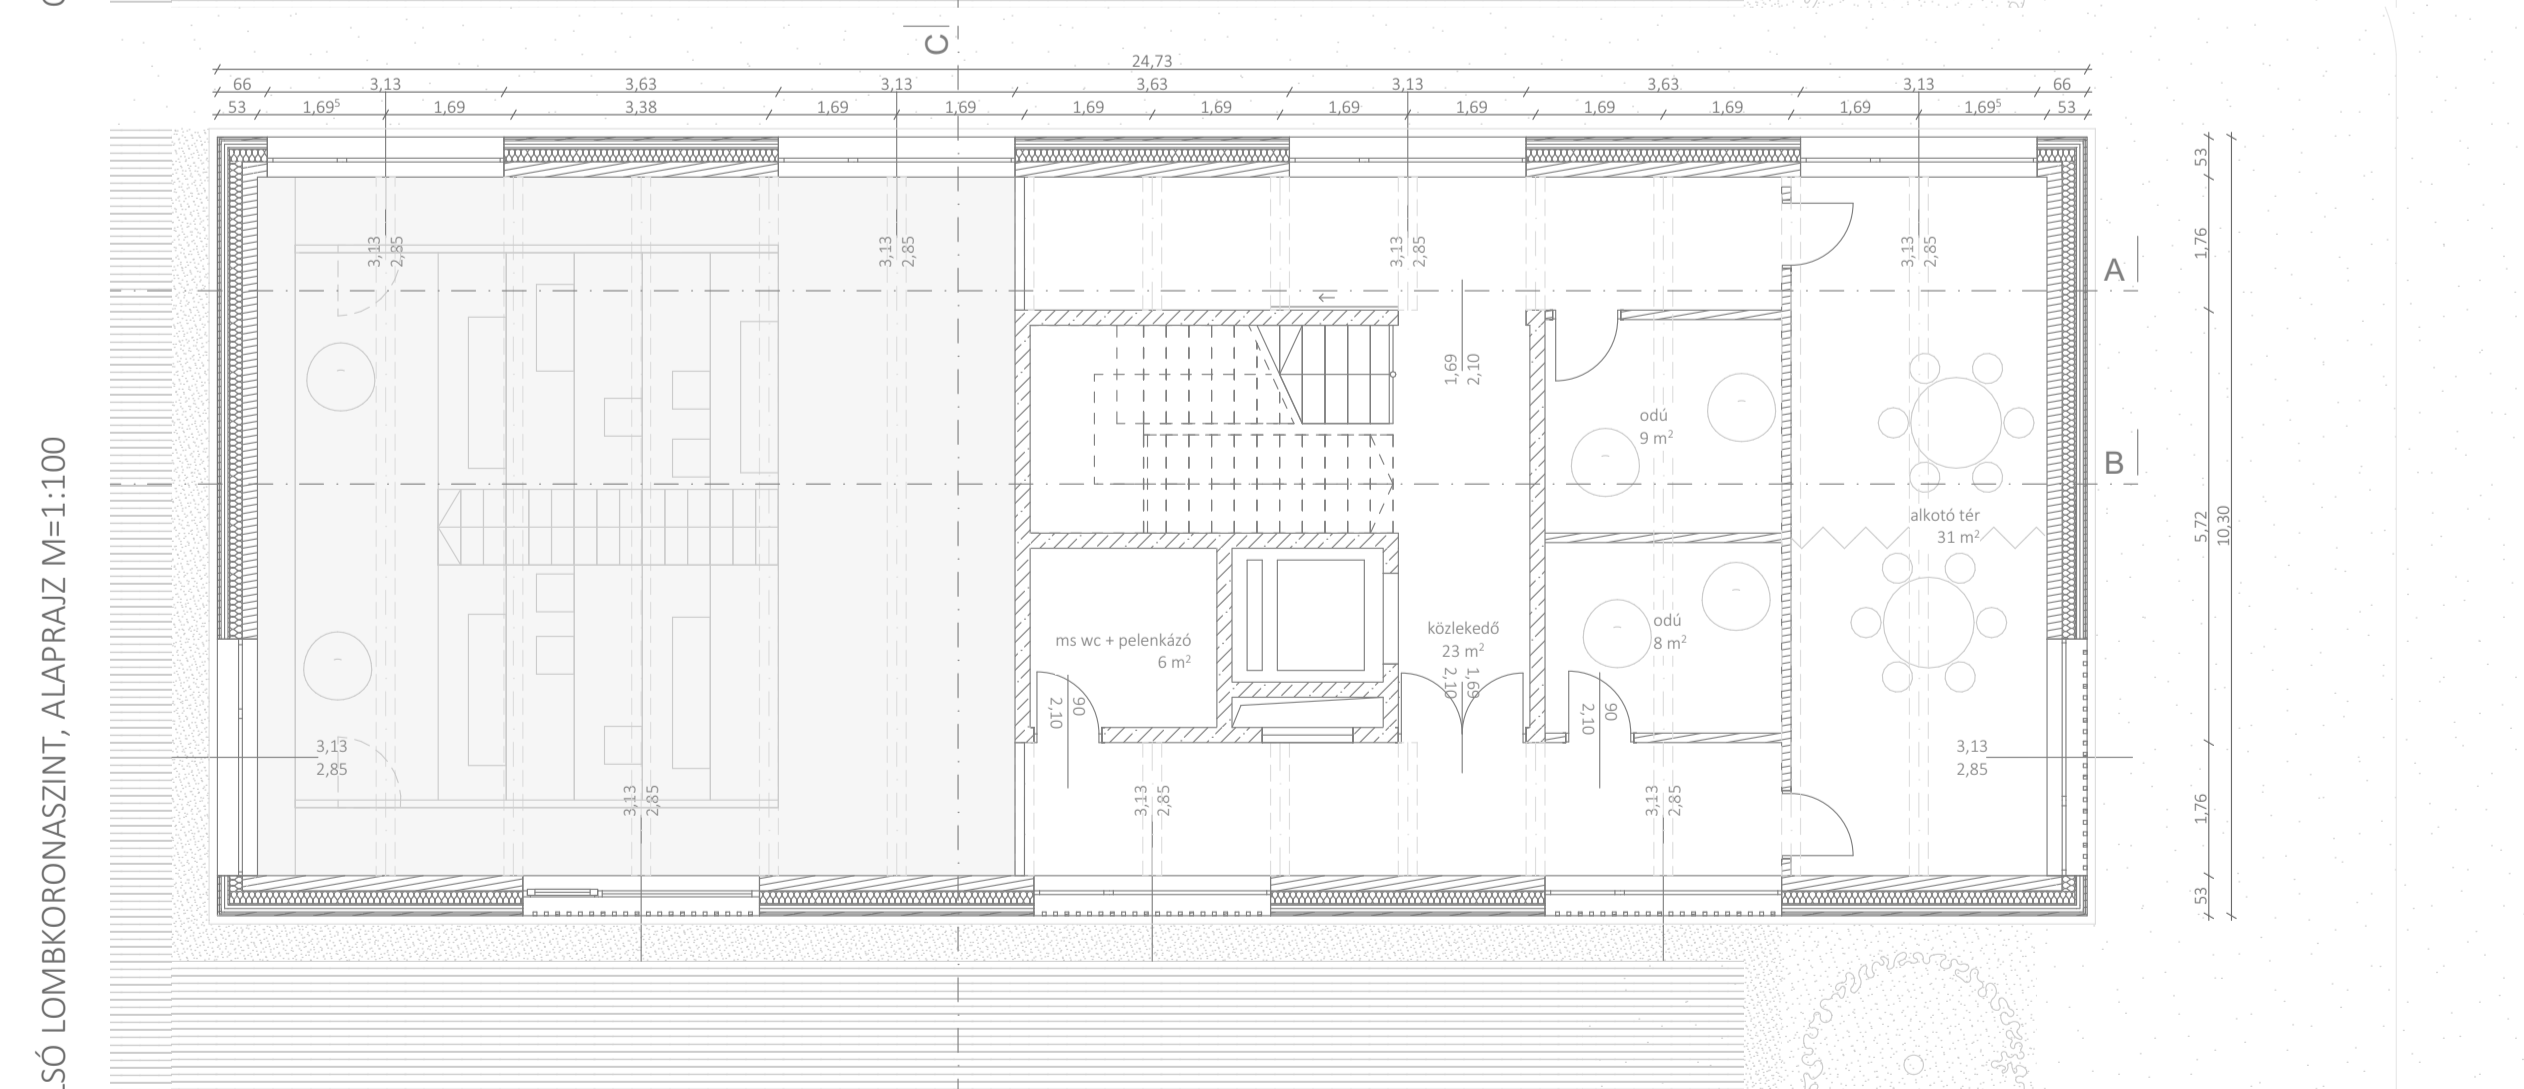 C
24,73
66 3,13 3,63 3,13 3,63 3,13 3,63 3,13 66
53 1,69⁵ 1,69 3,38 1,69 1,69 1,69 1,69 1,69 1,69 1,69 1,69 1,69 1,69⁵ 53
3,13
2,85
3,13
2,85
3,13
2,85
3,13
2,85
A
B
53
1,76
5,72
10,30
1,76
53
1,69
2,10
odú
9 m²
alkotó tér
31 m²
odú
8 m²
közlekedő
23 m²
1,69
2,10
ms wc + pelenkázó
6 m²
90
2,10
90
2,10
3,13
2,85
3,13
2,85
3,13
2,85
3,13
2,85
3,13
2,85
LOMBKORONASZINT, ALAPRAJZ M=1:100